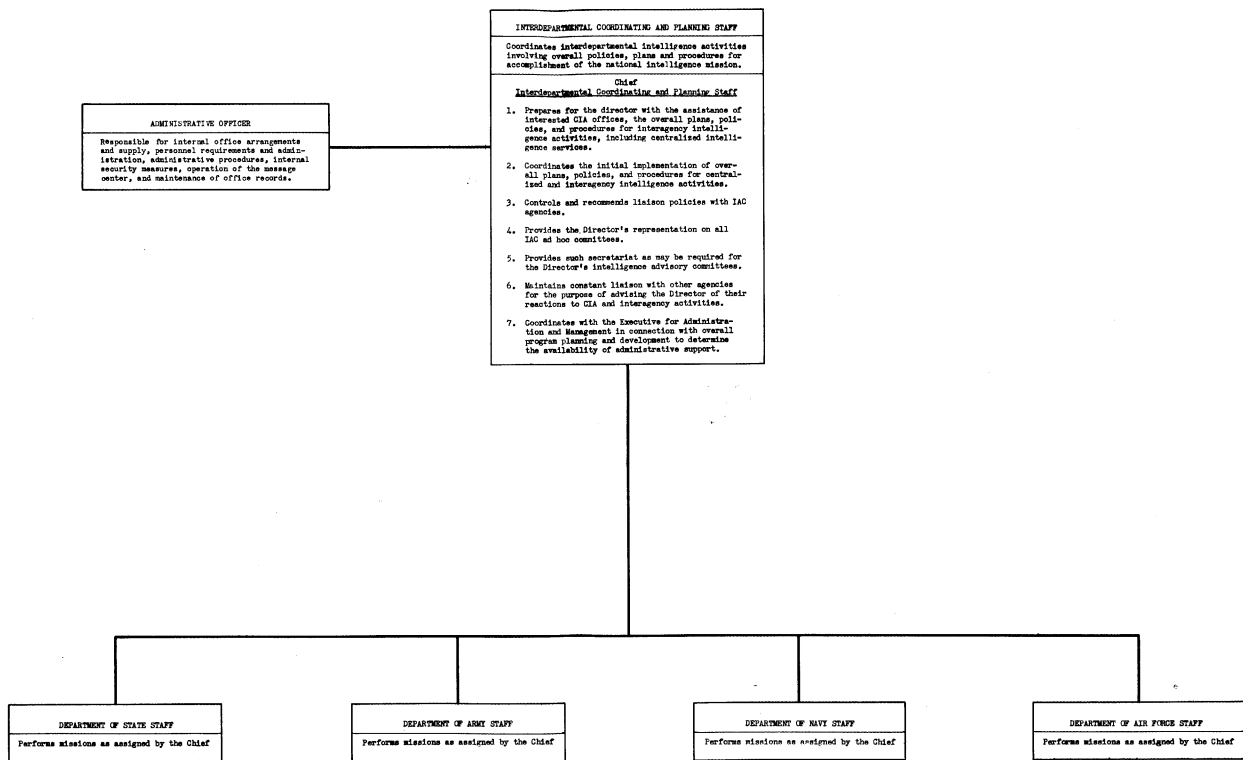 INTERDEPARTMENTAL COORDINATING AND PLANNING STAFF
Coordinates interdepartmental intelligence activities
involving overall policies, plans and procedures for
accomplishment of the national intelligence mission.
Chief
Interdepartmental Coordinating and Planning Staff
1. Prepares for the director with the assistance of
interested CIA offices, the overall plans, poli-
cies, and procedures for interagency intelli-
gence activities, including centralized intelli-
gence services.
2. Coordinates the initial implementation of over-
all plans, policies, and procedures for central-
ized and interagency intelligence activities.
3. Controls and recommends liaison policies with IAC
agencies.
4. Provides the Director's representation on all
IAC ad hoc committees.
5. Provides such secretariat as may be required for
the Director's intelligence advisory committees.
6. Maintains constant liaison with other agencies
for the purpose of advising the Director of their
reactions to CIA and interagency activities.
7. Coordinates with the Executive for Administra-
tion and Management in connection with overall
program planning and development to determine
the availability of administrative support.
ADMINISTRATIVE OFFICER
Responsible for internal office arrangements
and supply, personnel requirements and admin-
istration, administrative procedures, internal
security measures, operation of the message
center, and maintenance of office records.
DEPARTMENT OF STATE STAFF
Performs missions as assigned by the Chief
DEPARTMENT OF ARMY STAFF
Performs missions as assigned by the Chief
DEPARTMENT OF NAVY STAFF
Performs missions as assigned by the Chief
DEPARTMENT OF AIR FORCE STAFF
Performs missions as assigned by the Chief